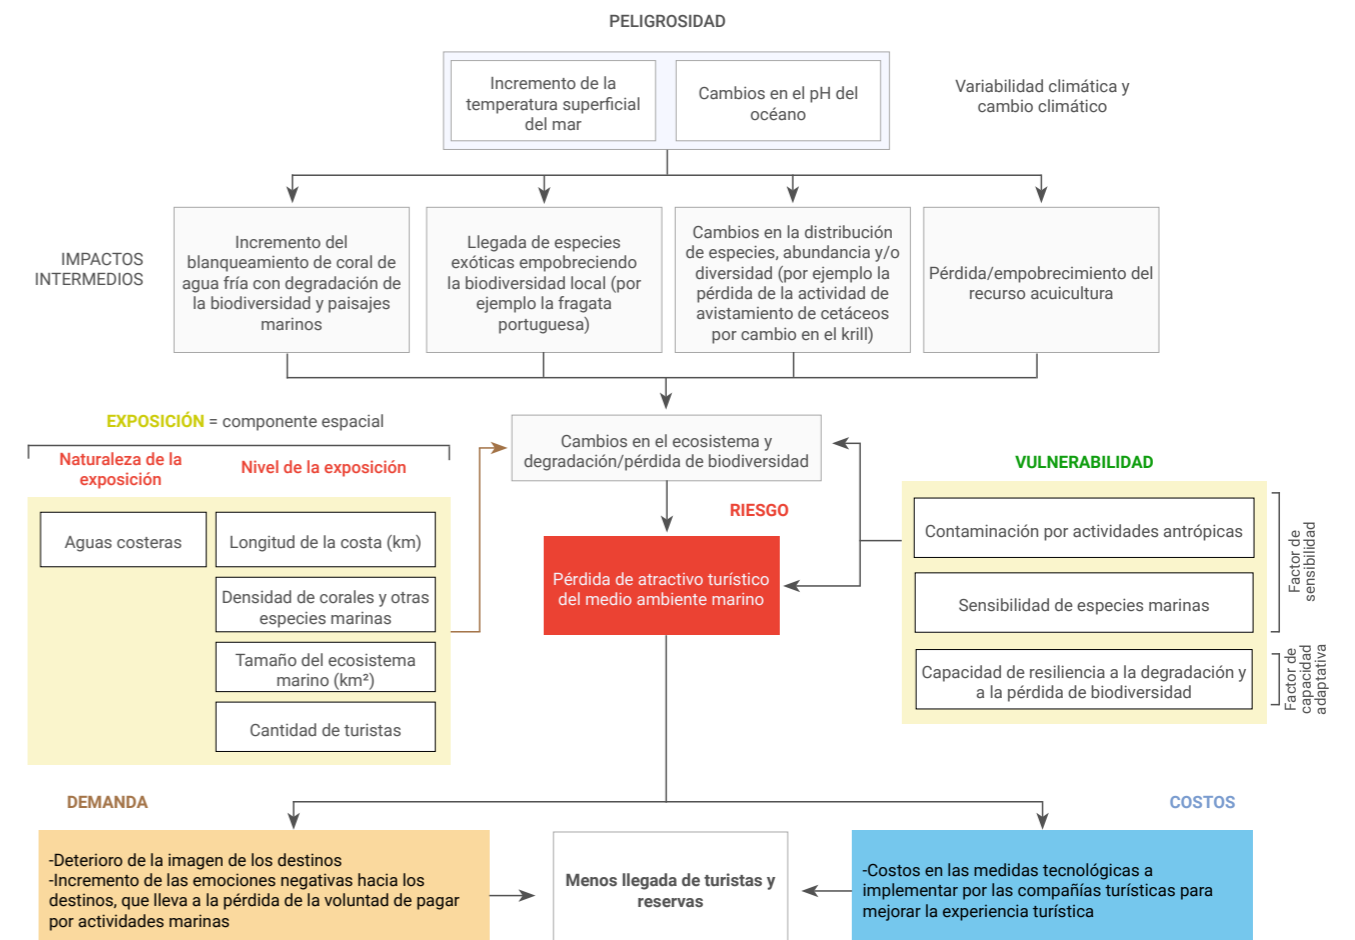 PELIGROSIDAD
Incremento de la
temperatura superficial
del mar
Cambios en el pH del
océano
Variabilidad climática y
cambio climático
IMPACTOS
INTERMEDIOS
Incremento del
blanqueamiento de coral de
agua fría con degradación de
la biodiversidad y paisajes
marinos
Llegada de especies
exóticas empobreciendo
la biodiversidad local (por
ejemplo la fragata
portuguesa)
Cambios en la distribución
de especies, abundancia y/o
diversidad (por ejemplo la
pérdida de la actividad de
avistamiento de cetáceos
por cambio en el krill)
Pérdida/empobrecimiento del
recurso acuicultura
EXPOSICIÓN = componente espacial
Naturaleza de la
exposición
Nivel de la exposición
Aguas costeras
Longitud de la costa (km)
Densidad de corales y otras
especies marinas
Tamaño del ecosistema
marino (km²)
Cantidad de turistas
Cambios en el ecosistema y
degradación/pérdida de biodiversidad
RIESGO
Pérdida de atractivo turístico
del medio ambiente marino
VULNERABILIDAD
Contaminación por actividades antrópicas
Sensibilidad de especies marinas
Capacidad de resiliencia a la degradación y
a la pérdida de biodiversidad
Factor de
sensibilidad
Factor de
capacidad
adaptativa
DEMANDA
-Deterioro de la imagen de los destinos
-Incremento de las emociones negativas hacia los
destinos, que lleva a la pérdida de la voluntad de pagar
por actividades marinas
Menos llegada de turistas y
reservas
COSTOS
-Costos en las medidas tecnológicas a
implementar por las compañías turísticas para
mejorar la experiencia turística